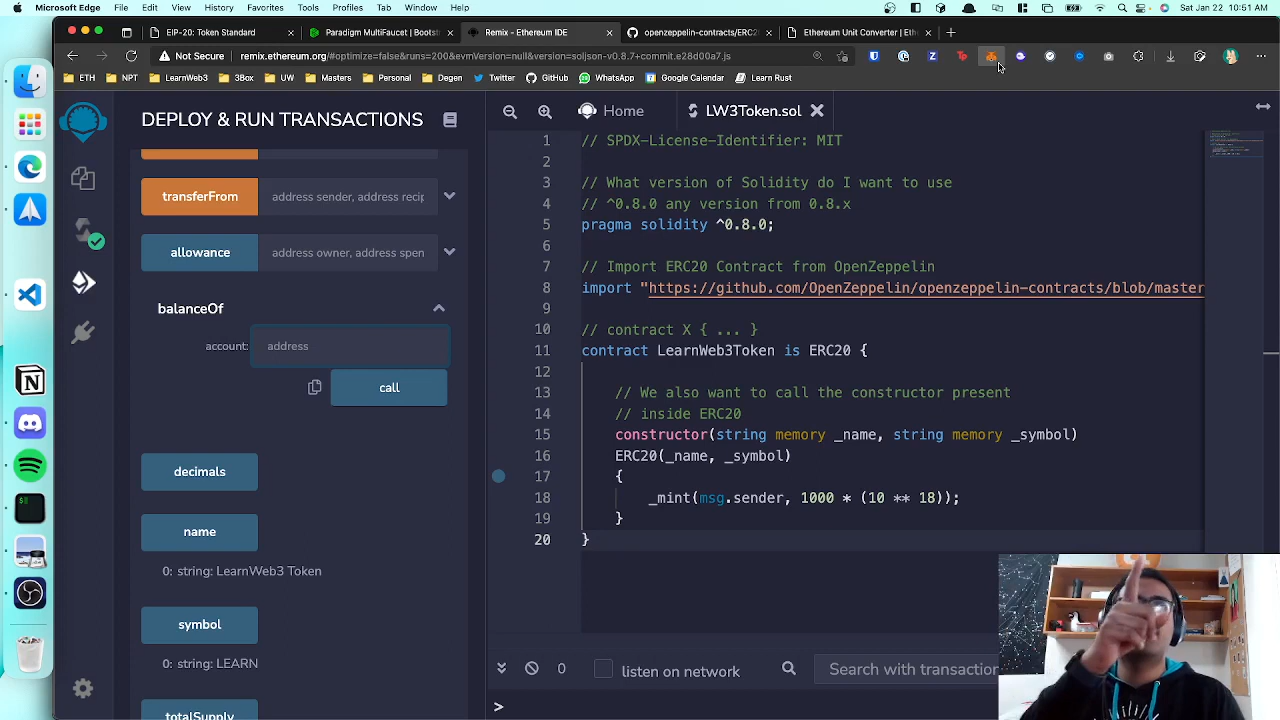 Microsoft Edge File Edit View History Favorites Tools Profiles Tab Window Help Sat Jan 22 10:51 AM
EIP-20: Token Standard
Paradigm MultiFaucet | Bootstr
Remix - Ethereum IDE
openzeppelin-contracts/ERC2
Ethereum Unit Converter | Eth
Not Secure | remix.ethereum.org/#optimize=false&runs=200&evmVersion=null&version=soljson-v0.8.7+commit.e28d00a7.js
ETH NPT LearnWeb3 3Box UW Masters Degen Twitter WhatsApp Google Calendar Learn Rust
DEPLOY & RUN TRANSACTIONS
transferFrom address sender, address recip
allowance address owner, address spen
balanceOf
account: address
call
decimals
name
0: string: LearnWeb3 Token
symbol
0: string: LEARN
totalSupply
Home LW3Token.sol
1 // SPDX-License-Identifier: MIT
2
3 // What version of Solidity do I want to use
4 // ^0.8.0 any version from 0.8.x
5 pragma solidity ^0.8.0;
6
7 // Import ERC20 Contract from OpenZeppelin
8 import "https://github.com/OpenZeppelin/openzeppelin-contracts/blob/master
9
10 // contract X { ... }
11 contract LearnWeb3Token is ERC20 {
12
13 // We also want to call the constructor present
14 // inside ERC20
15 constructor(string memory _name, string memory _symbol)
16 ERC20(_name, _symbol)
17 {
18 _mint(msg.sender, 1000 * (10 ** 18));
19 }
20 }
0 listen on network Search with transaction
>